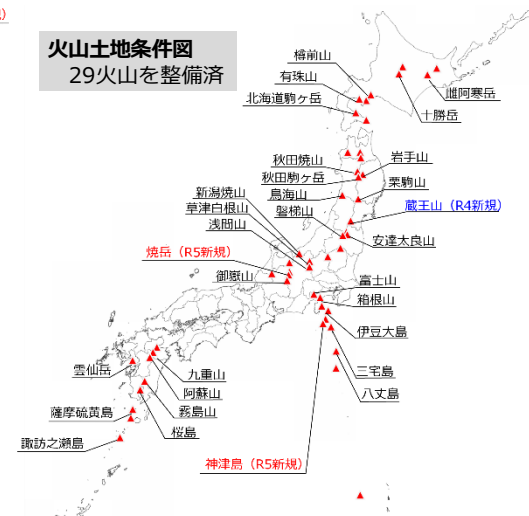 火山土地条件図
29火山を整備済
樽前山
有珠山
北海道駒ヶ岳
雌阿寒岳
十勝岳
秋田焼山
秋田駒ケ岳
鳥海山
岩手山
栗駒山
新潟焼山
草津白根山
浅間山
磐梯山
蔵王山（R4新規）
安達太良山
焼岳（R5新規）
御嶽山
富士山
箱根山
伊豆大島
三宅島
八丈島
雲仙岳
九重山
阿蘇山
霧島山
薩摩硫黄島
桜島
諏訪之瀬島
神津島（R5新規）